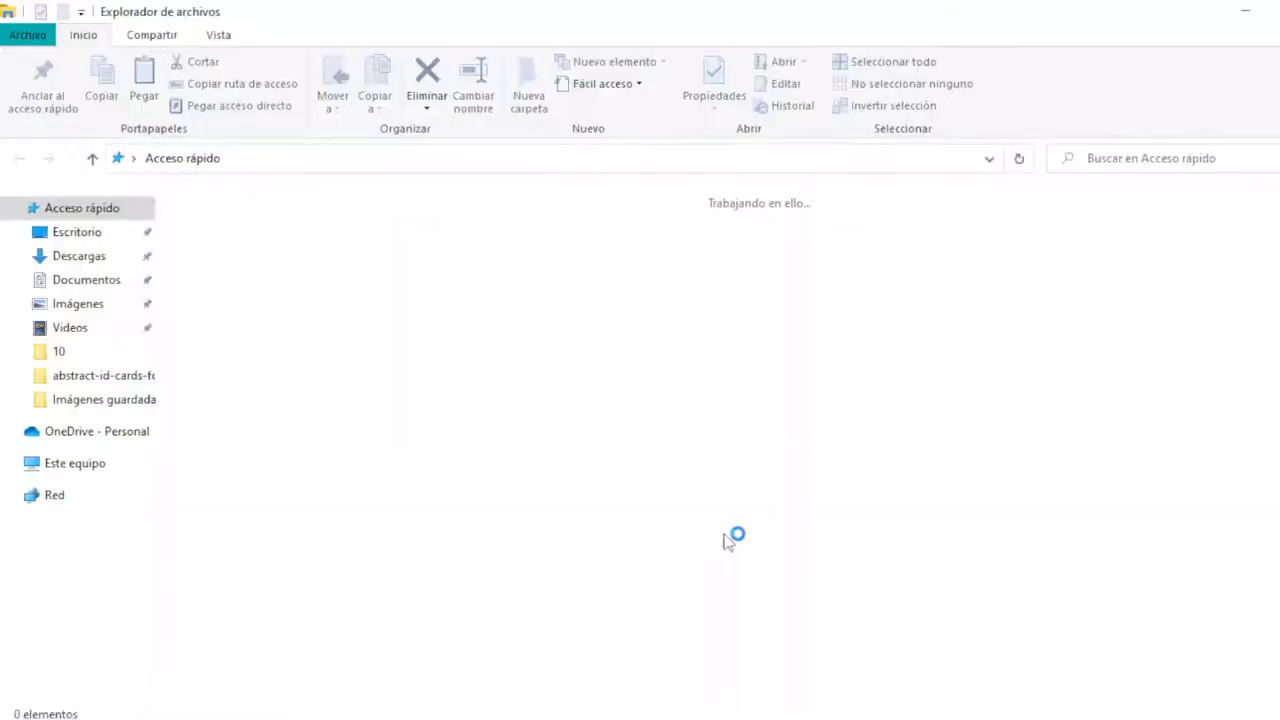 Explorador de archivos
Archivo Inicio Compartir Vista
Anclar al acceso rápido
Copiar
Pegar
Cortar
Copiar ruta de acceso
Pegar acceso directo
Portapapeles
Mover a
Copiar a
Eliminar
Cambiar nombre
Organizar
Nueva carpeta
Nuevo elemento
Fácil acceso
Nuevo
Propiedades
Abrir
Editar
Historial
Abrir
Seleccionar todo
No seleccionar ninguno
Invertir selección
Seleccionar
Acceso rápido
Buscar en Acceso rápido
Trabajando en ello...
Acceso rápido
Escritorio
Descargas
Documentos
Imágenes
Videos
10
abstract-id-cards-fo
Imágenes guardada
OneDrive - Personal
Este equipo
Red
0 elementos